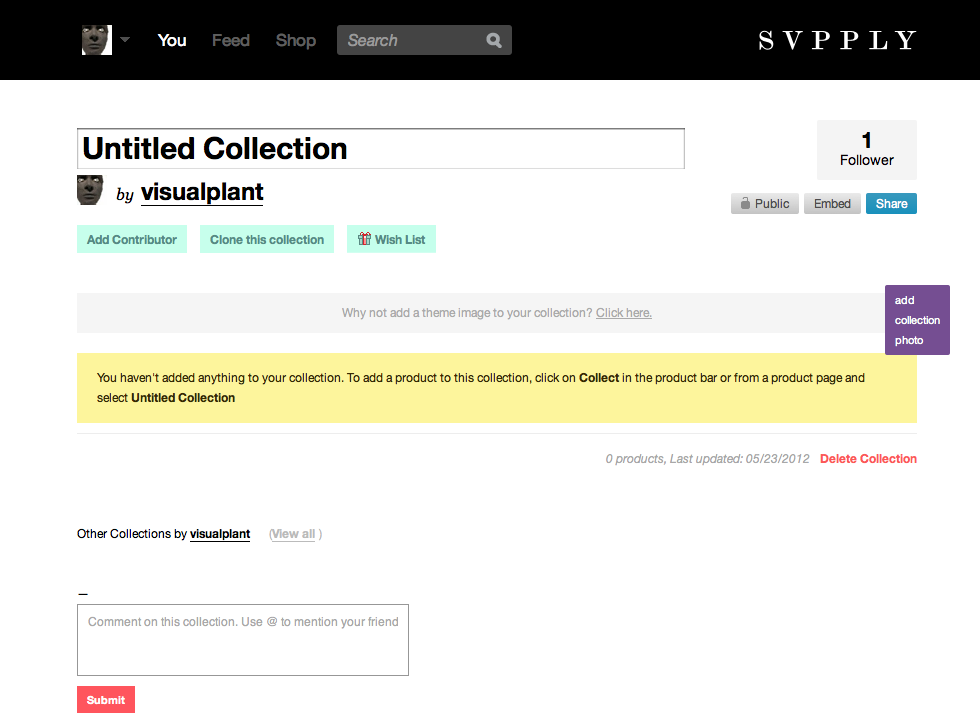 You Feed Shop Search S V P P L Y
Untitled Collection
1
Follower
by visualplant
Public Embed Share
Add Contributor Clone this collection Wish List
Why not add a theme image to your collection? Click here.
add
collection
photo
You haven't added anything to your collection. To add a product to this collection, click on Collect in the product bar or from a product page and
select Untitled Collection
0 products, Last updated: 05/23/2012 Delete Collection
Other Collections by visualplant (View all )
Comment on this collection. Use @ to mention your friend
Submit